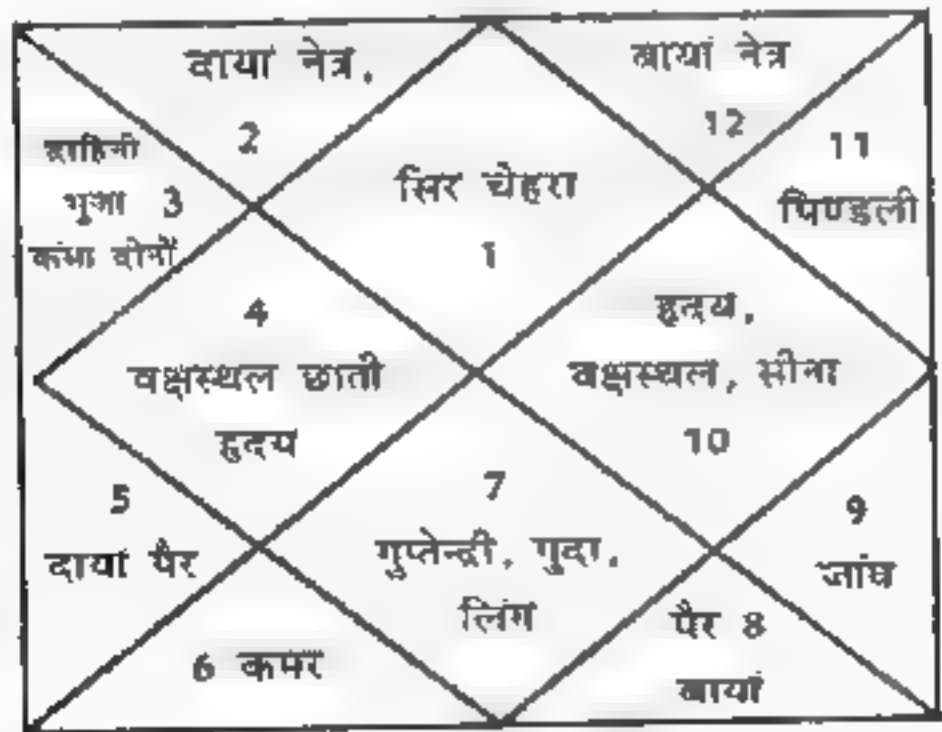 दायां नेत्र,
2
बायां नेत्र
12
दाहिनी
भुजा 3
कंधा दोनों
सिर चेहरा
1
11
पिण्डली
4
वक्षस्थल छाती
हृदय
हृदय,
वक्षस्थल, सीना
10
5
दायां पैर
7
गुप्तेन्द्री, गुदा,
लिंग
9
जांघ
6 कमर
पैर 8
बायां